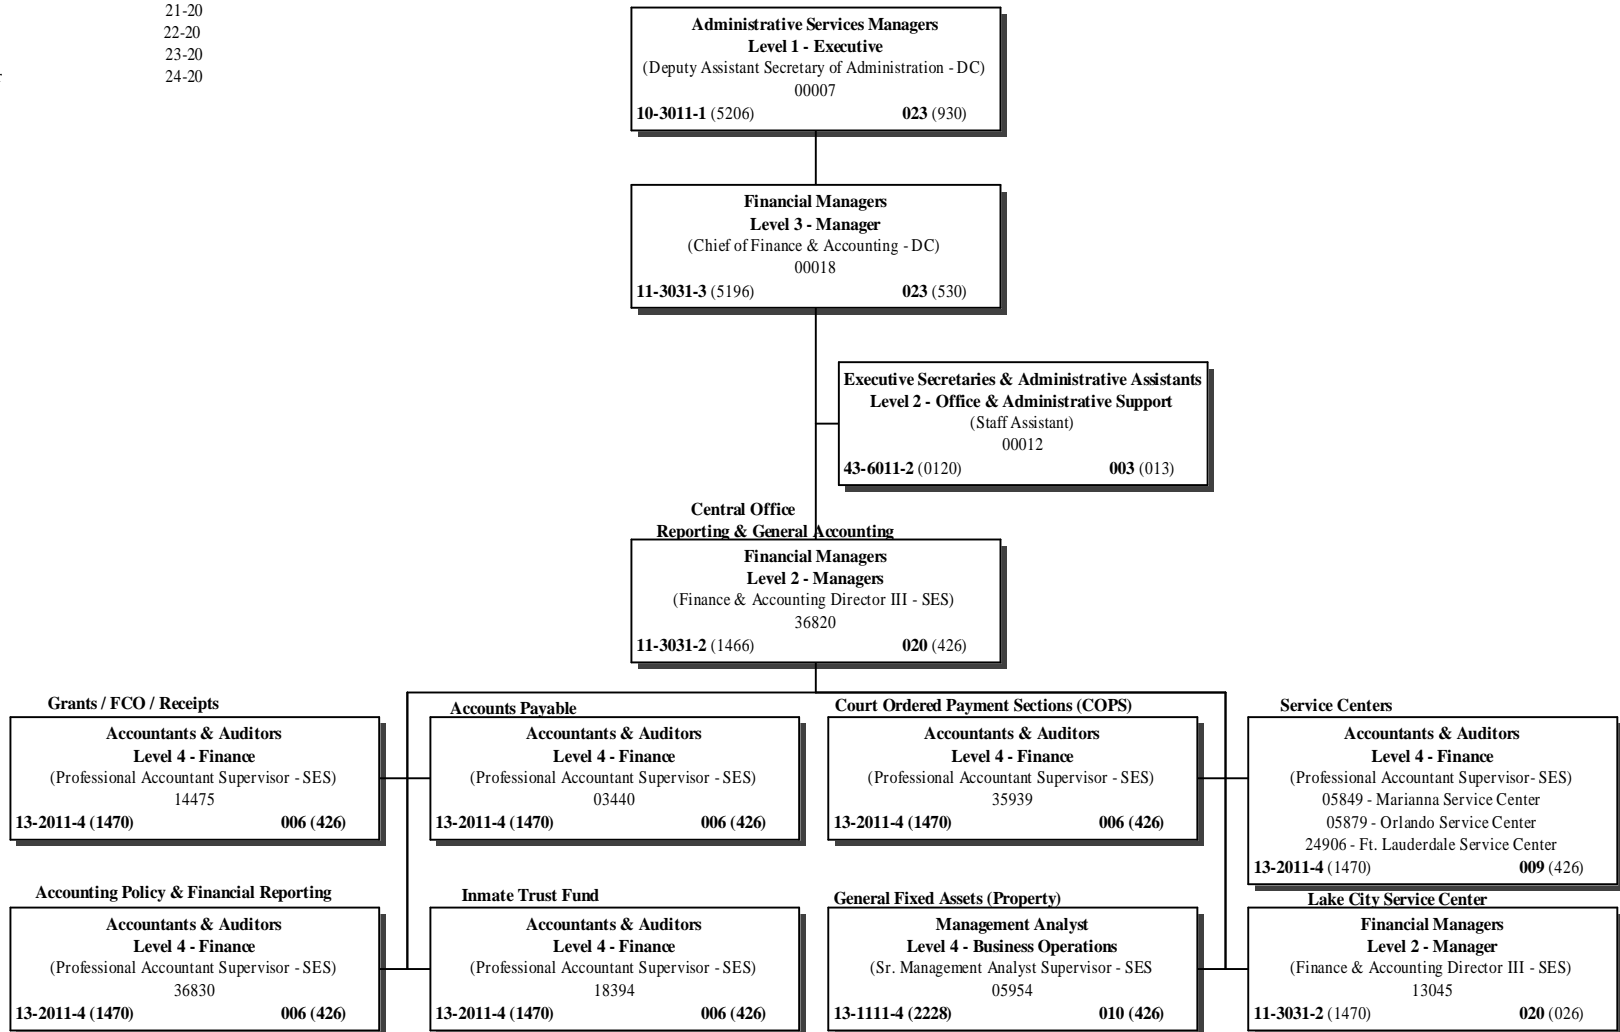 21-20
22-20
23-20
24-20
Administrative Services Managers
Level 1 - Executive
(Deputy Assistant Secretary of Administration - DC)
00007
10-3011-1 (5206) 023 (930)
Financial Managers
Level 3 - Manager
(Chief of Finance & Accounting - DC)
00018
11-3031-3 (5196) 023 (530)
Executive Secretaries & Administrative Assistants
Level 2 - Office & Administrative Support
(Staff Assistant)
00012
43-6011-2 (0120) 003 (013)
Central Office
Reporting & General Accounting
Financial Managers
Level 2 - Managers
(Finance & Accounting Director III - SES)
36820
11-3031-2 (1466) 020 (426)
Grants / FCO / Receipts
Accountants & Auditors
Level 4 - Finance
(Professional Accountant Supervisor - SES)
14475
13-2011-4 (1470) 006 (426)
Accounts Payable
Accountants & Auditors
Level 4 - Finance
(Professional Accountant Supervisor - SES)
03440
13-2011-4 (1470) 006 (426)
Court Ordered Payment Sections (COPS)
Accountants & Auditors
Level 4 - Finance
(Professional Accountant Supervisor - SES)
35939
13-2011-4 (1470) 006 (426)
Service Centers
Accountants & Auditors
Level 4 - Finance
(Professional Accountant Supervisor- SES)
05849 - Marianna Service Center
05879 - Orlando Service Center
24906 - Ft. Lauderdale Service Center
13-2011-4 (1470) 009 (426)
Accounting Policy & Financial Reporting
Accountants & Auditors
Level 4 - Finance
(Professional Accountant Supervisor - SES)
36830
13-2011-4 (1470) 006 (426)
Inmate Trust Fund
Accountants & Auditors
Level 4 - Finance
(Professional Accountant Supervisor - SES)
18394
13-2011-4 (1470) 006 (426)
General Fixed Assets (Property)
Management Analyst
Level 4 - Business Operations
(Sr. Management Analyst Supervisor - SES
05954
13-1111-4 (2228) 010 (426)
Lake City Service Center
Financial Managers
Level 2 - Manager
(Finance & Accounting Director III - SES)
13045
11-3031-2 (1470) 020 (026)